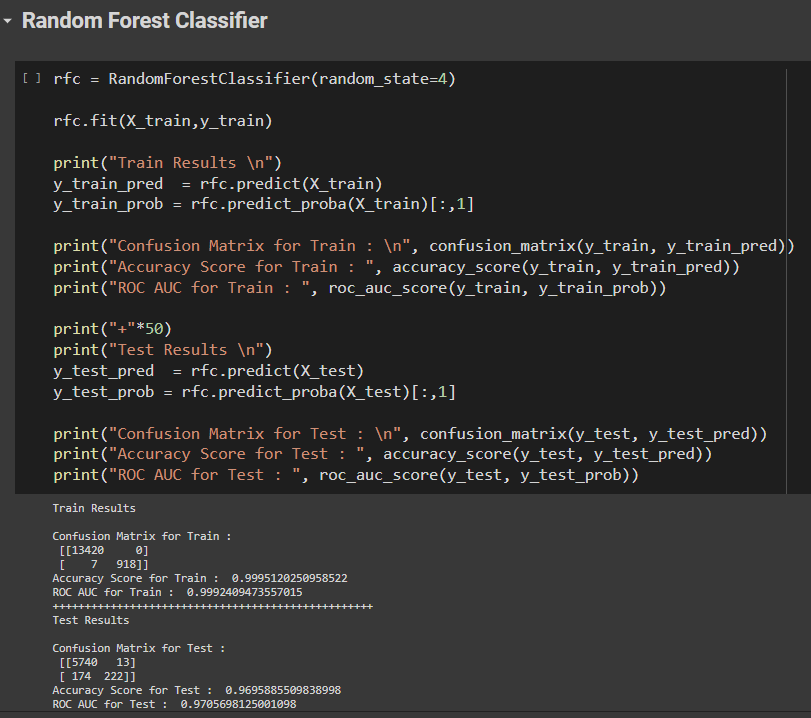 Random Forest Classifier
[ ] rfc = RandomForestClassifier(random_state=4)
rfc.fit(X_train,y_train)
print("Train Results \n")
y_train_pred  = rfc.predict(X_train)
y_train_prob = rfc.predict_proba(X_train)[:,1]
print("Confusion Matrix for Train : \n", confusion_matrix(y_train, y_train_pred))
print("Accuracy Score for Train : ", accuracy_score(y_train, y_train_pred))
print("ROC AUC for Train : ", roc_auc_score(y_train, y_train_prob))
print("+"*50)
print("Test Results \n")
y_test_pred  = rfc.predict(X_test)
y_test_prob = rfc.predict_proba(X_test)[:,1]
print("Confusion Matrix for Test : \n", confusion_matrix(y_test, y_test_pred))
print("Accuracy Score for Test : ", accuracy_score(y_test, y_test_pred))
print("ROC AUC for Test : ", roc_auc_score(y_test, y_test_prob))
Train Results
Confusion Matrix for Train :
[[13420     0]
[    7   918]]
Accuracy Score for Train :  0.9995120250958522
ROC AUC for Train :  0.9992409473557015
++++++++++++++++++++++++++++++++++++++++++++++++++
Test Results
Confusion Matrix for Test :
[[5740   13]
[ 174  222]]
Accuracy Score for Test :  0.9695885509838998
ROC AUC for Test :  0.9705698125001098